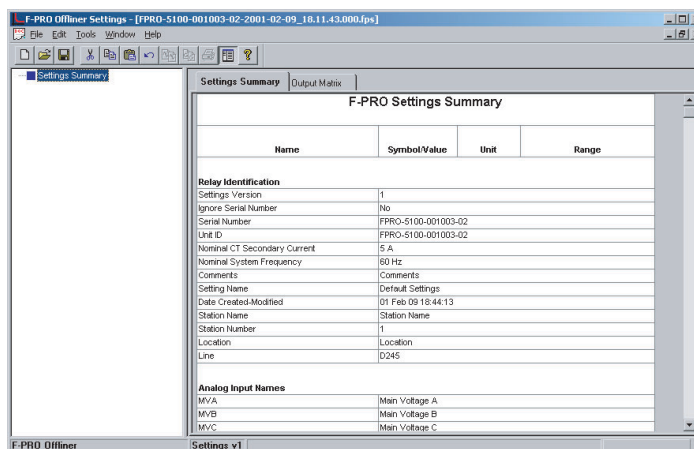 F-PRO Offliner Settings - [FPRO-5100-001003-02-2001-02-09_18.11.43.000.fps]
File Edit Tools Window Help
Settings Summary
Settings Summary Output Matrix
F-PRO Settings Summary
Name Symbol/Value Unit Range
Relay Identification
Settings Version 1
Ignore Serial Number No
Serial Number FPRO-5100-001003-02
Unit ID FPRO-5100-001003-02
Nominal CT Secondary Current 5 A
Nominal System Frequency 60 Hz
Comments Comments
Setting Name Default Settings
Date Created-Modified 01 Feb 09 18:44:13
Station Name Station Name
Station Number 1
Location Location
Line D245
Analog Input Names
MVA Main Voltage A
MVB Main Voltage B
MVC Main Voltage C
F-PRO Offliner Settings v1